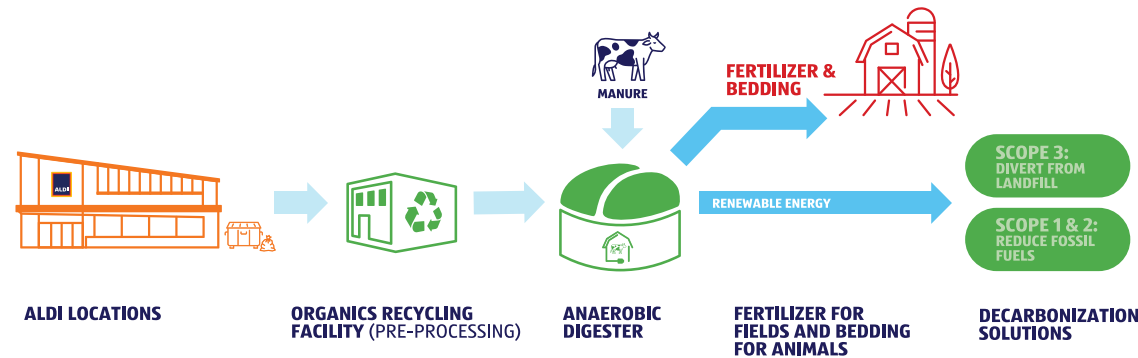 MANURE
FERTILIZER &
BEDDING
ALDI
SCOPE 3:
DIVERT FROM
LANDFILL
RENEWABLE ENERGY
SCOPE 1 & 2:
REDUCE FOSSIL
FUELS
ALDI LOCATIONS
ORGANICS RECYCLING
FACILITY (PRE-PROCESSING)
ANAEROBIC
DIGESTER
FERTILIZER FOR
FIELDS AND BEDDING
FOR ANIMALS
DECARBONIZATION
SOLUTIONS